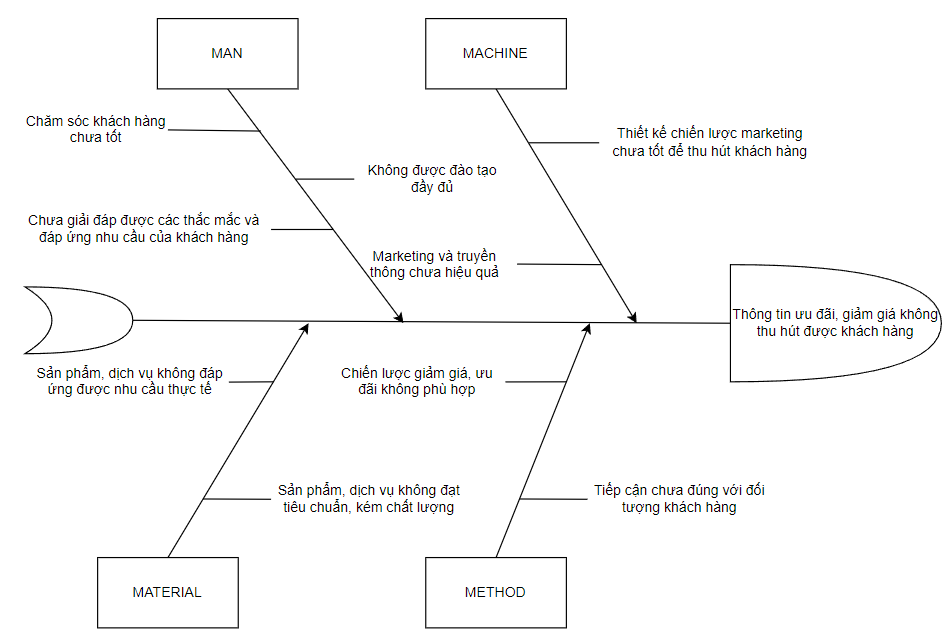 MAN
MACHINE
Chăm sóc khách hàng
chưa tốt
Thiết kế chiến lược marketing
chưa tốt để thu hút khách hàng
Không được đào tạo
đầy đủ
Chưa giải đáp được các thắc mắc và
đáp ứng nhu cầu của khách hàng
Marketing và truyền
thông chưa hiệu quả
Thông tin ưu đãi, giảm giá không
thu hút được khách hàng
Sản phẩm, dịch vụ không đáp
ứng được nhu cầu thực tế
Chiến lược giảm giá, ưu
đãi không phù hợp
Sản phẩm, dịch vụ không đạt
tiêu chuẩn, kém chất lượng
Tiếp cận chưa đúng với đối
tượng khách hàng
MATERIAL
METHOD